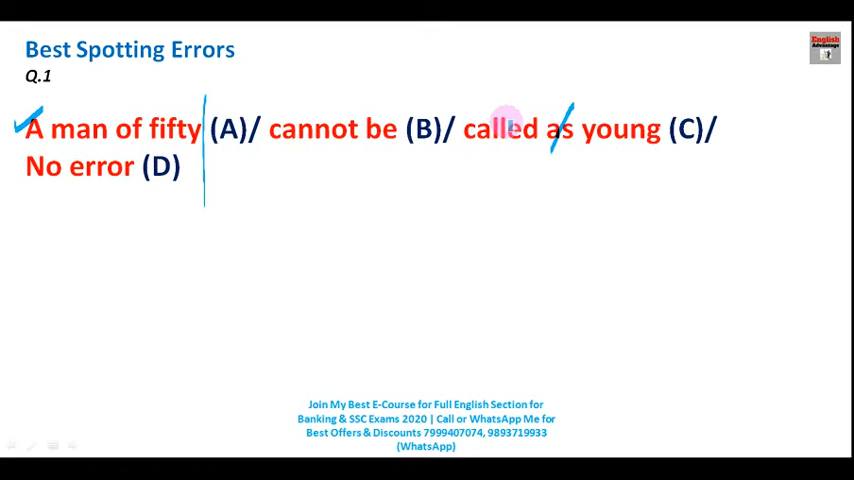 Best Spotting Errors
English
Advantage
Q.1
A man of fifty (A)/ cannot be (B)/ called as young (C)/
No error (D)
Join My Best E-Course for Full English Section for
Banking & SSC Exams 2020 | Call or WhatsApp Me for
Best Offers & Discounts 7999407074, 9893719933
(WhatsApp)